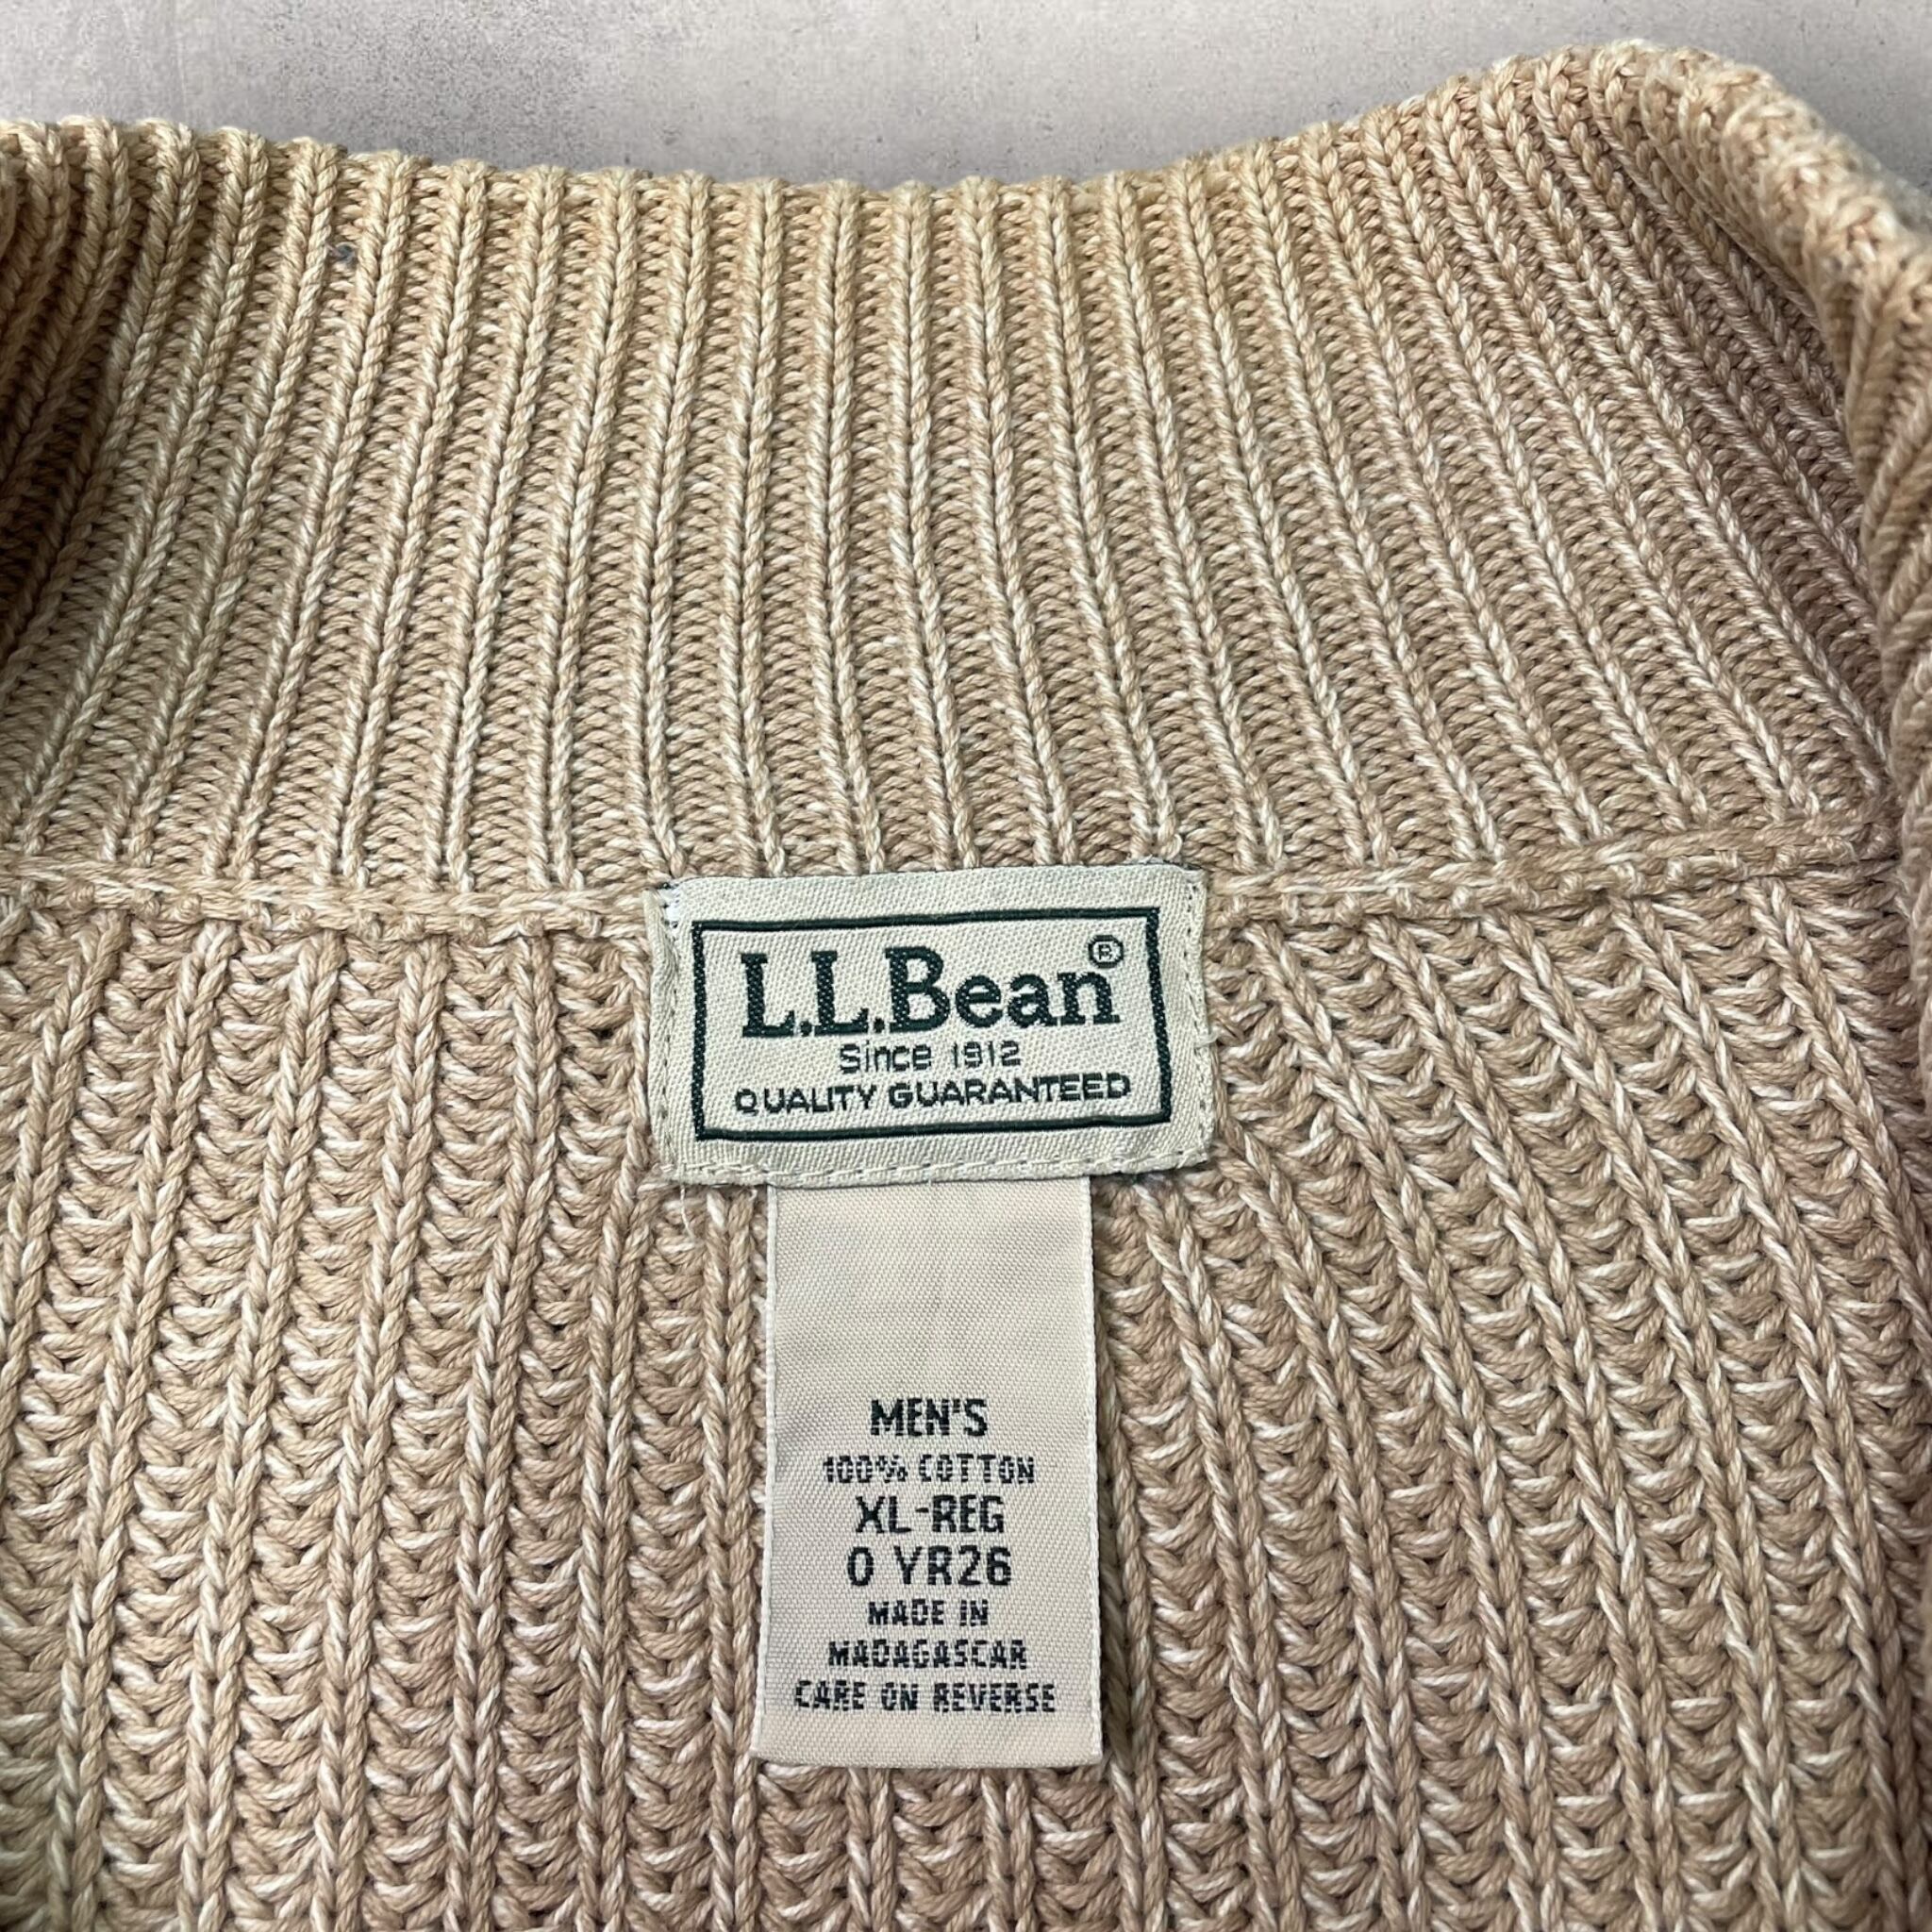 L.L.Bean®
Since 1912
QUALITY GUARANTEED
MEN'S
100% COTTON
XL-REG
0 YR26
MADE IN
MADAGASCAR
CARE ON REVERSE